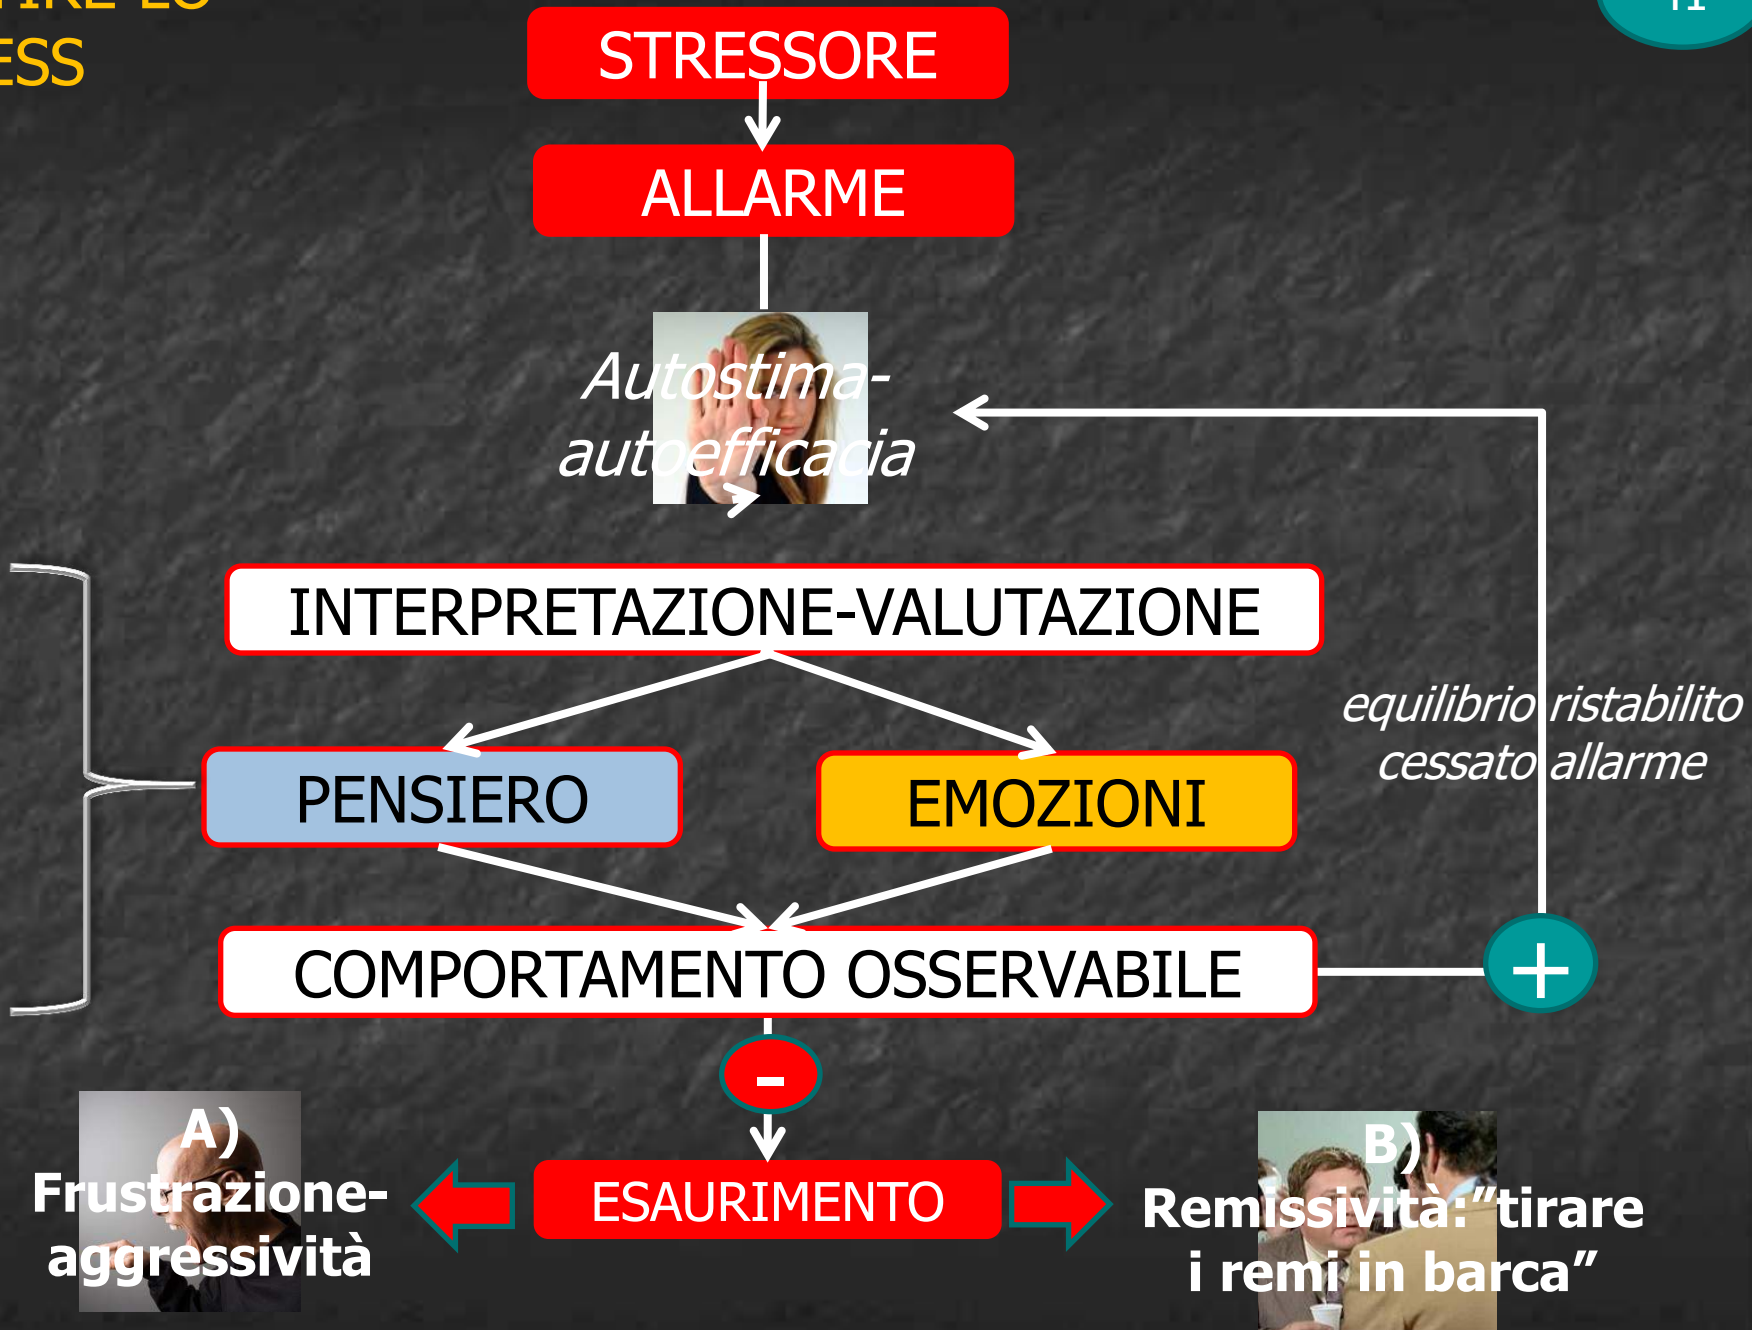 LO
STRESSORE
ALLARME
Autostima-
autoefficacia
INTERPRETAZIONE-VALUTAZIONE
PENSIERO
EMOZIONI
equilibrio ristabilito
cessato allarme
COMPORTAMENTO OSSERVABILE
+
-
A)
Frustrazione-
aggressività
ESAURIMENTO
B)
Remissività:"tirare
i remi in barca"